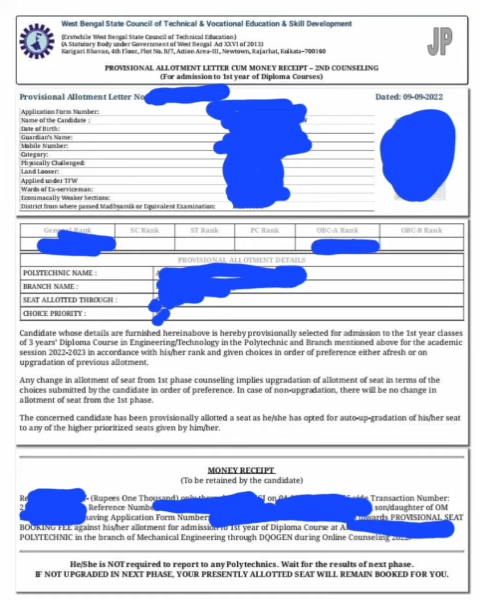 West Bengal State Council of Technical & Vocational Education & Skill Development
(Erstwhile West Bengal State Council of Technical Education)
(A Statutory Body under Government of West Bengal Act XXVI of 2013)
Karigari Bhavan, 4th Floor, Plot No. B/7, Action Area-III, Newtown, Rajarhat, Kolkata–700160
JP
PROVISIONAL ALLOTMENT LETTER CUM MONEY RECEIPT – 2ND COUNSELING
(For admission to 1st year of Diploma Courses)
Provisional Allotment Letter No Dated: 09-09-2022
Application Form Number:
Name of the Candidate :
Date of Birth:
Guardian's Name:
Mobile Number:
Category:
Physically Challenged:
Land Looser:
Applied under TFW
Wards of Ex-serviceman:
Economically Weaker Sections:
District from where passed Madhyamik or Equivalent Examination:
General Rank SC Rank ST Rank PC Rank OBC-A Rank OBC-B Rank
PROVISIONAL ALLOTMENT DETAILS
POLYTECHNIC NAME :
BRANCH NAME :
SEAT ALLOTTED THROUGH :
CHOICE PRIORITY :
Candidate whose details are furnished hereinabove is hereby provisionally selected for admission to the 1st year classes
of 3 years' Diploma Course in Engineering/Technology in the Polytechnic and Branch mentioned above for the academic
session 2022-2023 in accordance with his/her rank and given choices in order of preference either afresh or on
upgradation of previous allotment.
Any change in allotment of seat from 1st phase counseling implies upgradation of allotment of seat in terms of the
choices submitted by the candidate in order of preference. In case of non-upgradation, there will be no change in
allotment of seat from the 1st phase.
The concerned candidate has been provisionally allotted a seat as he/she has opted for auto-up-gradation of his/her seat
to any of the higher prioritized seats given by him/her.
MONEY RECEIPT
(To be retained by the candidate)
(Rupees One Thousand) only Transaction Number:
Reference Number son/daughter of OM
having Application Form Number towards PROVISIONAL SEAT
BOOKING FEE against his/her allotment for admission to 1st year of Diploma Course at
POLYTECHNIC in the branch of Mechanical Engineering through DQOGEN during Online Counseling
He/She is NOT required to report to any Polytechnics. Wait for the results of next phase.
IF NOT UPGRADED IN NEXT PHASE, YOUR PRESENTLY ALLOTTED SEAT WILL REMAIN BOOKED FOR YOU.